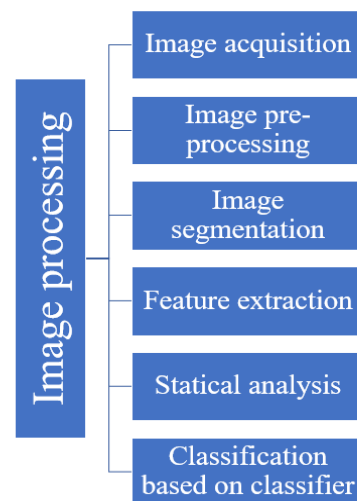 Image processing
Image acquisition
Image pre-
processing
Image
segmentation
Feature extraction
Statical analysis
Classification
based on classifier